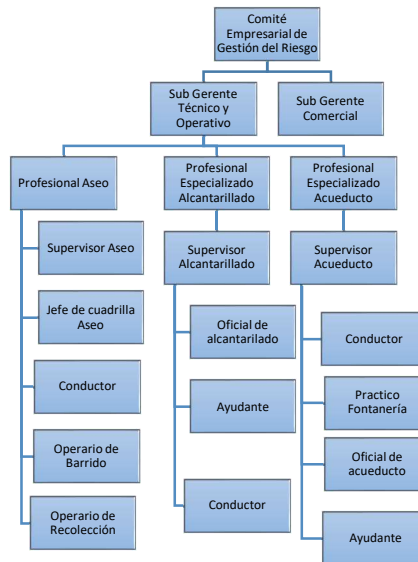 Comité
Empresarial de
Gestión del Riesgo
Sub Gerente
Técnico y
Operativo
Sub Gerente
Comercial
Profesional Aseo
Profesional
Especializado
Alcantarillado
Profesional
Especializado
Acueducto
Supervisor Aseo
Supervisor
Alcantarillado
Supervisor
Acueducto
Jefe de cuadrilla
Aseo
Oficial de
alcantarilado
Conductor
Conductor
Ayudante
Practico
Fontanería
Operario de
Barrido
Oficial de
acueducto
Operario de
Recolección
Conductor
Ayudante